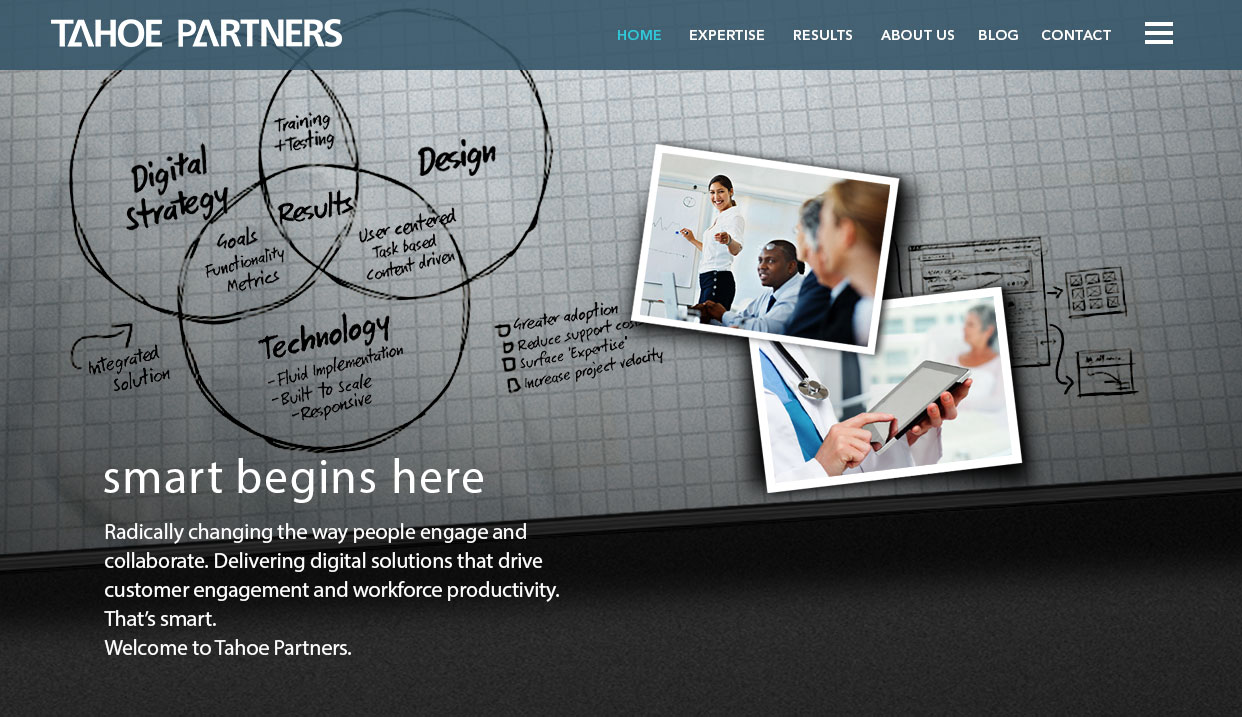 TAHOE PARTNERS
HOME EXPERTISE RESULTS ABOUT US BLOG CONTACT
Training
+Testing
Digital
strategy
Design
Results
Goals
Functionality
Metrics
User centered
Task based
Content driven
Technology
- Fluid Implementation
- Built to Scale
- Responsive
Integrated
Solution
Greater adoption
Reduce support
Surface 'Expertise'
Increase project velocity
smart begins here
Radically changing the way people engage and
collaborate. Delivering digital solutions that drive
customer engagement and workforce productivity.
That’s smart.
Welcome to Tahoe Partners.